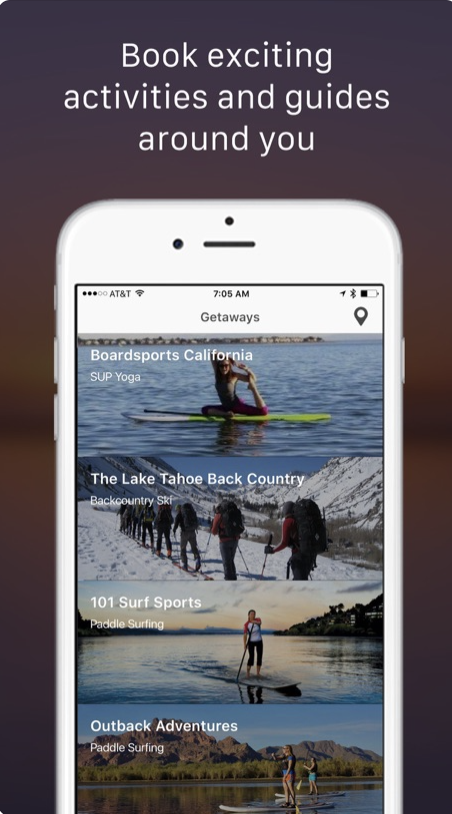 Book exciting
activities and guides
around you
AT&T 7:05 AM
Getaways
Boardsports California
SUP Yoga
The Lake Tahoe Back Country
Backcountry Ski
101 Surf Sports
Paddle Surfing
Outback Adventures
Paddle Surfing